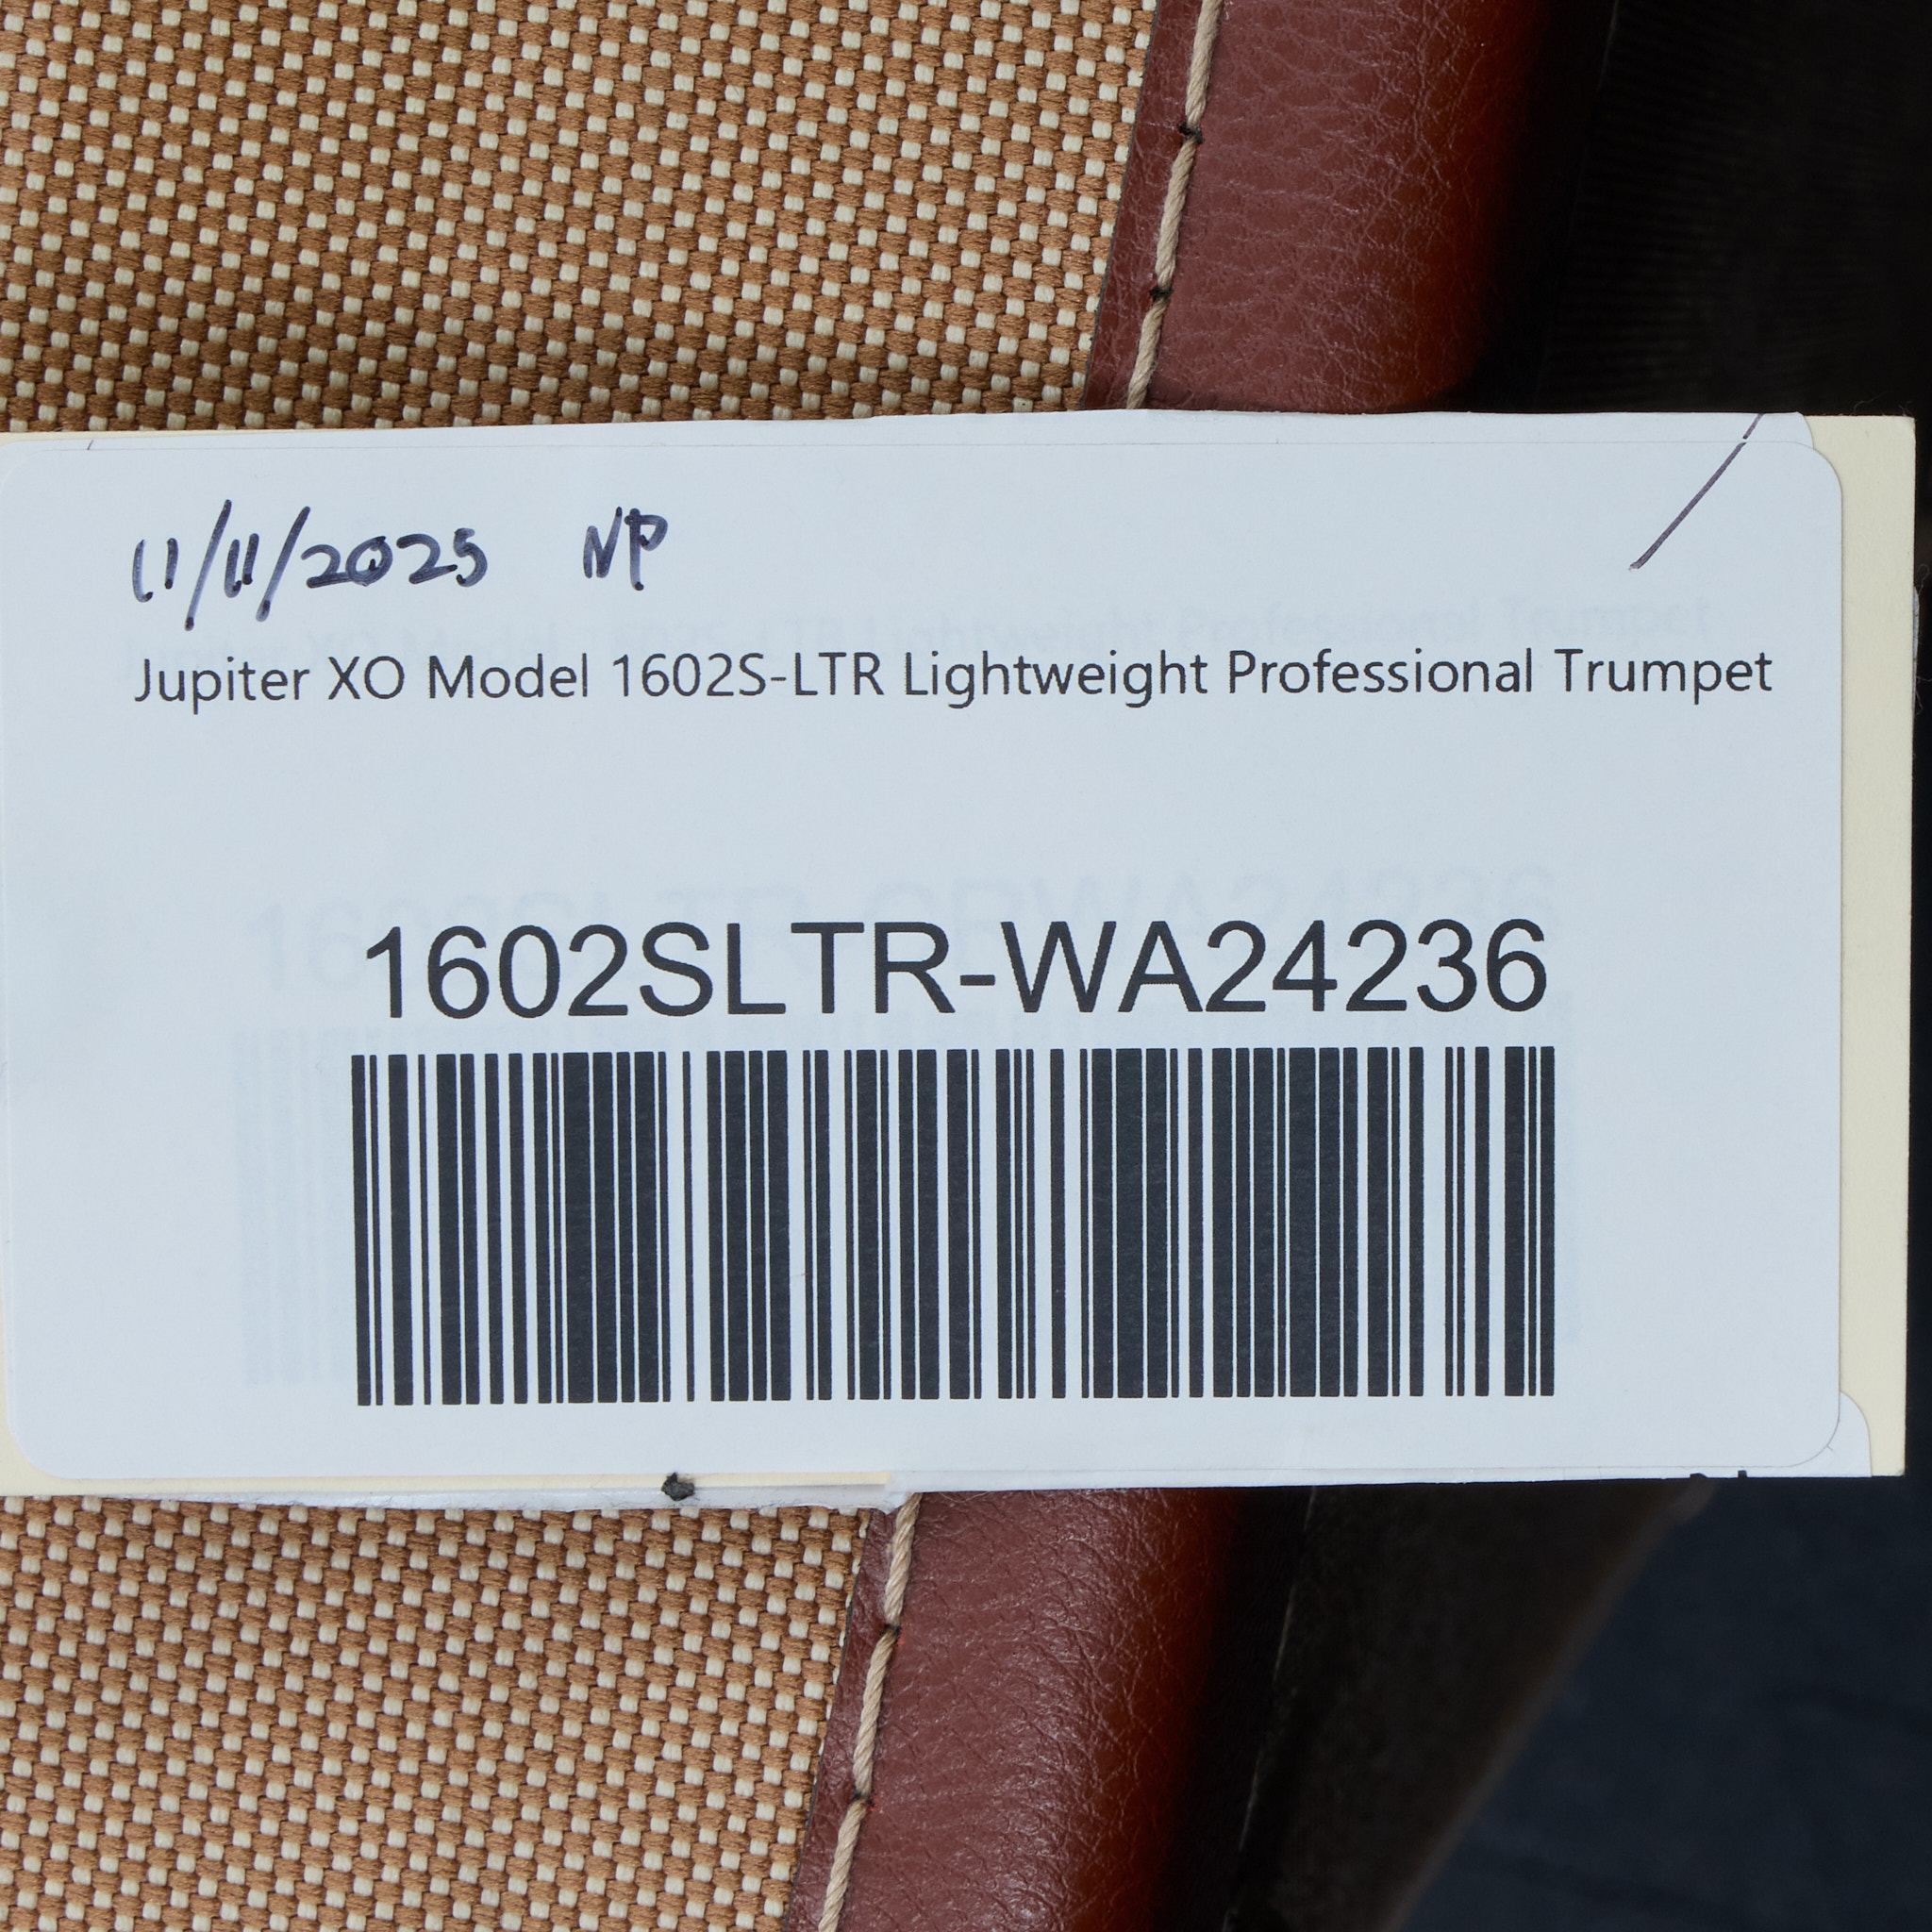 11/11/2025 NP
Jupiter XO Model 1602S-LTR Lightweight Professional Trumpet
1602SLTR-WA24236